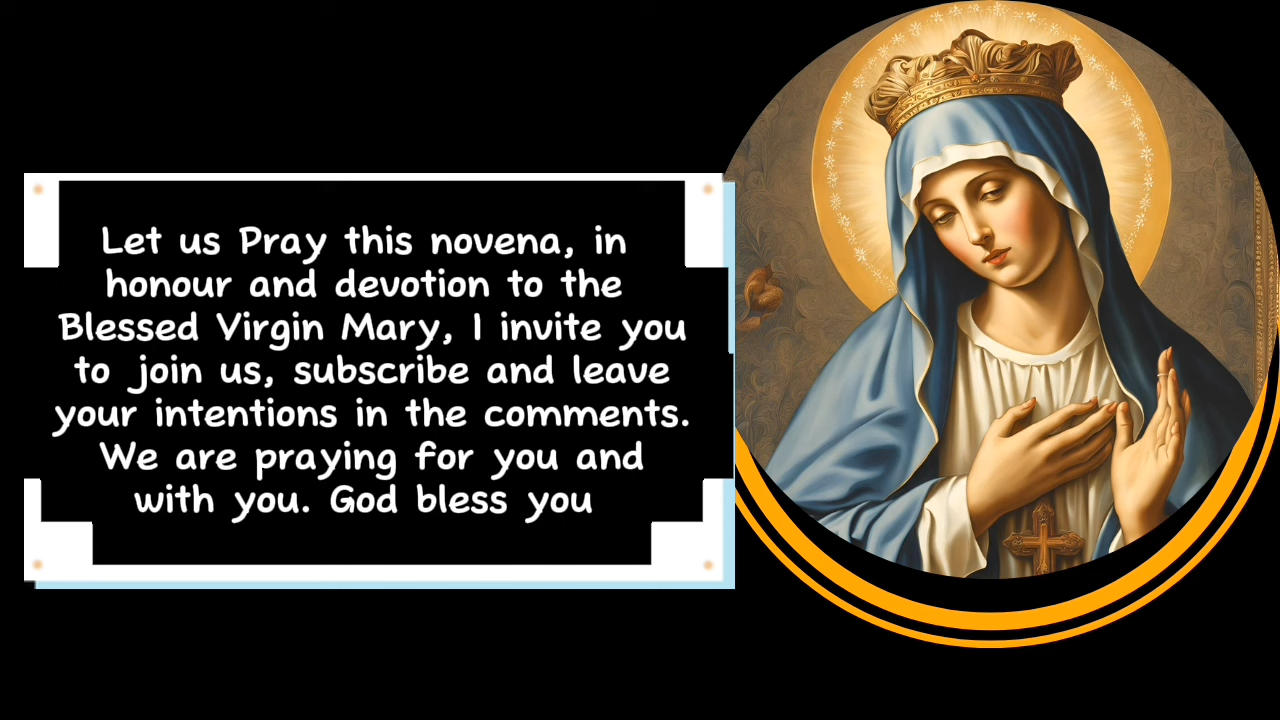 Let us Pray this novena, in
honour and devotion to the
Blessed Virgin Mary, I invite you
to join us, subscribe and leave
your intentions in the comments.
We are praying for you and
with you. God bless you